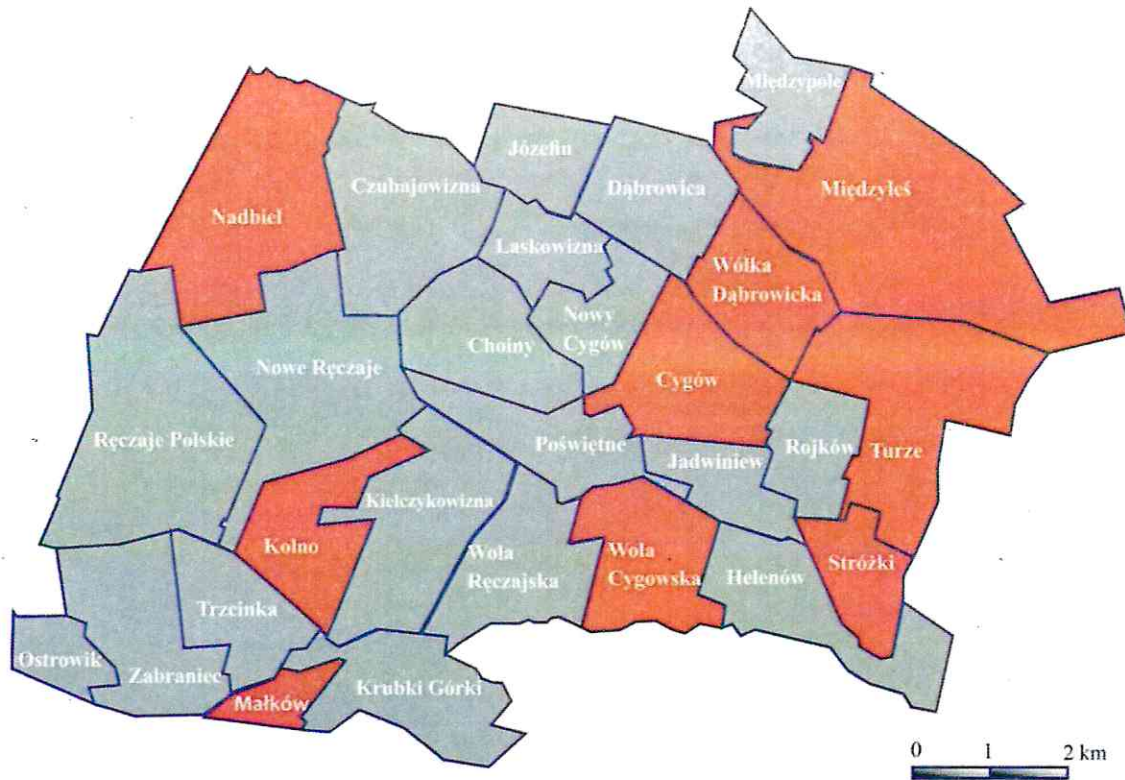 Międzypole
Józefin
Czubajowizna
Dąbrowica
Międzyleś
Nadbiel
Laskowizna
Wólka
Dąbrowicka
Nowy
Cygów
Choiny
Nowe Ręczaje
Cygów
Ręczaje Polskie
Poświętne
Rojków
Turze
Jadwiniew
Kielczykowizna
Kolno
Wola
Ręczajska
Wola
Cygowska
Helenów
Stróżki
Trzcinka
Ostrowik
Zabraniec
Małków
Krubki Górki
0 1 2 km